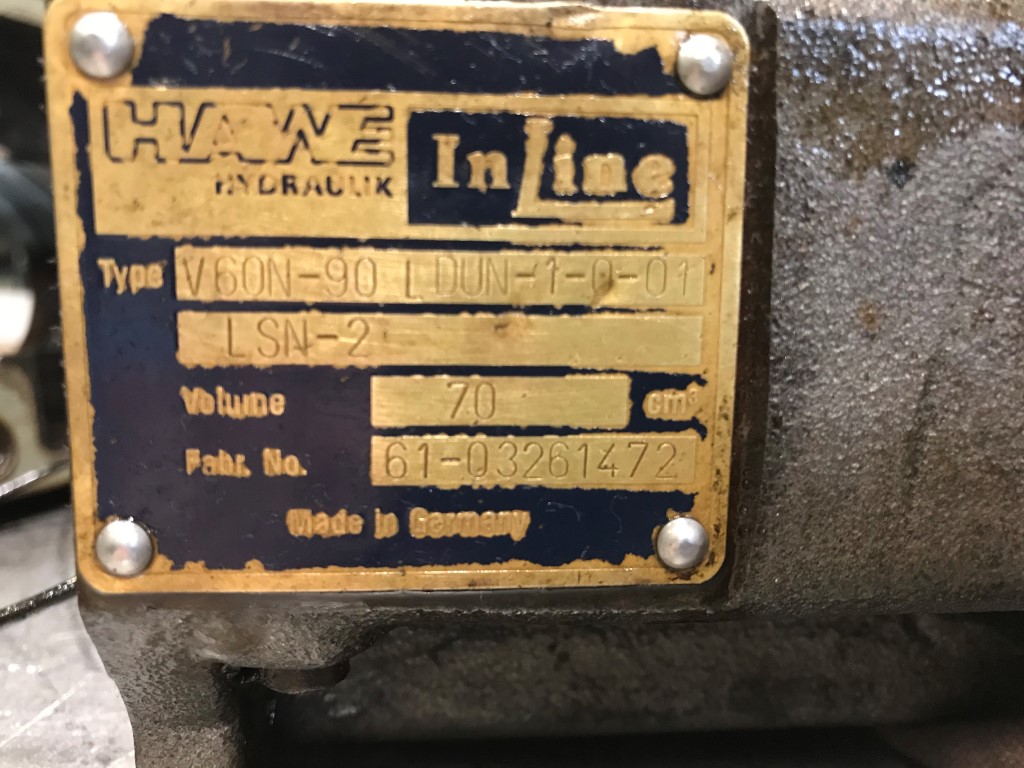 HAWE
HYDRAULIK
InLine
Type V60N-90 LDUN-1-0-01
LSN-2
Volume 70 cm³
Fabr. No. 61-03261472
Made in Germany